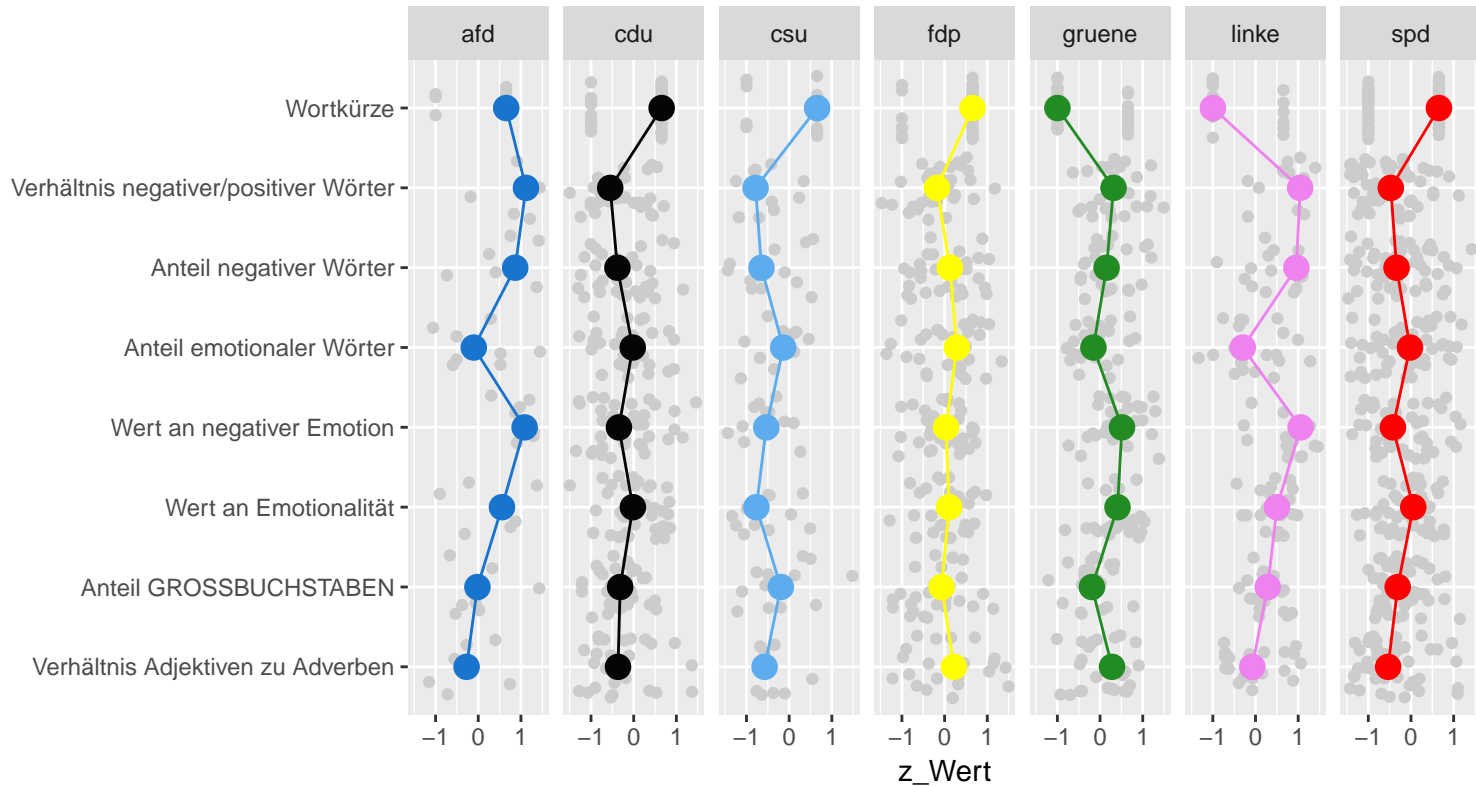 afd cdu csu fdp gruene linke spd
Wortkürze
Verhältnis negativer/positiver Wörter
Anteil negativer Wörter
Anteil emotionaler Wörter
Wert an negativer Emotion
Wert an Emotionalität
Anteil GROSSBUCHSTABEN
Verhältnis Adjektiven zu Adverben
−1 0 1 −1 0 1 −1 0 1 −1 0 1 −1 0 1 −1 0 1 −1 0 1
z_Wert